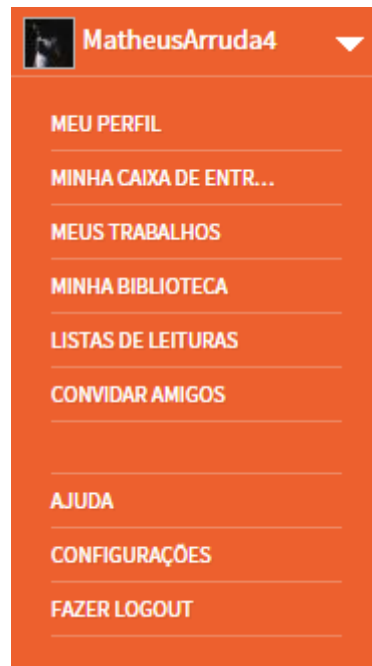 MatheusArruda4
MEU PERFIL
MINHA CAIXA DE ENTR...
MEUS TRABALHOS
MINHA BIBLIOTECA
LISTAS DE LEITURAS
CONVIDAR AMIGOS
AJUDA
CONFIGURAÇÕES
FAZER LOGOUT